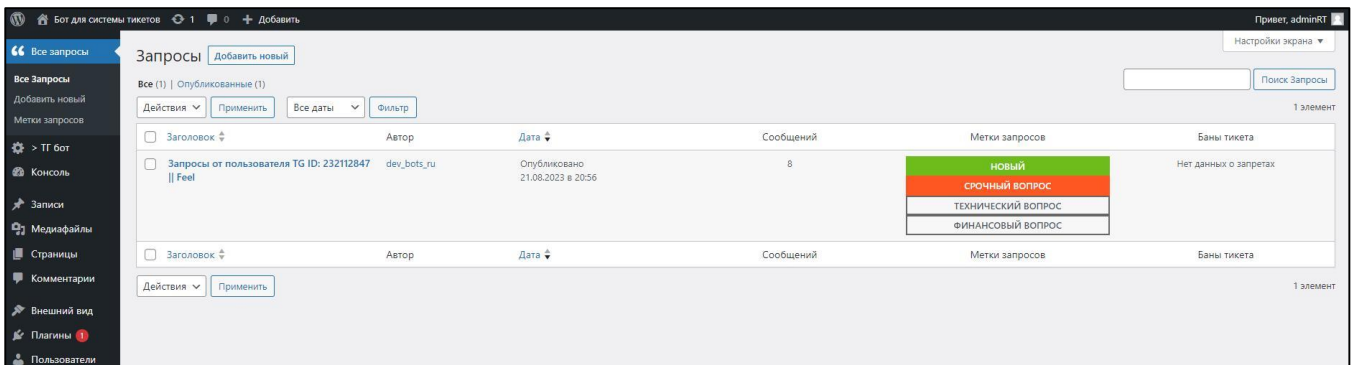 Бот для системы тикетов 1 0 Добавить Привет, adminRT
Настройки экрана
Все запросы
Все Запросы
Добавить новый
Метки запросов
> ТГ бот
Консоль
Записи
Медиафайлы
Страницы
Комментарии
Внешний вид
Плагины 1
Пользователи
Запросы Добавить новый
Все (1) | Опубликованные (1)
Поиск Запросы
Действия Применить Все даты Фильтр
1 элемент
Заголовок Автор Дата Сообщений Метки запросов Баны тикета
Запросы от пользователя TG ID: 232112847
|| Feel
dev_bots_ru
Опубликовано
21.08.2023 в 20:56
8
НОВЫЙ
СРОЧНЫЙ ВОПРОС
ТЕХНИЧЕСКИЙ ВОПРОС
ФИНАНСОВЫЙ ВОПРОС
Нет данных о запретах
Заголовок Автор Дата Сообщений Метки запросов Баны тикета
Действия Применить
1 элемент